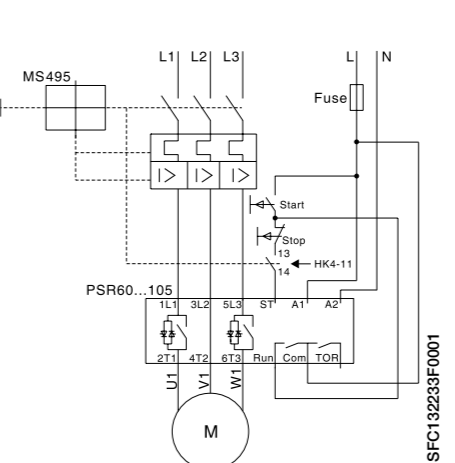 L1 L2 L3 L N
MS495
Fuse
I> I> I>
Start
Stop
13
HK4-11
14
PSR60...105
1L1 3L2 5L3 ST A1 A2
2T1 4T2 6T3 Run Com TOR
U1 V1 W1
M
SFC132233F0001